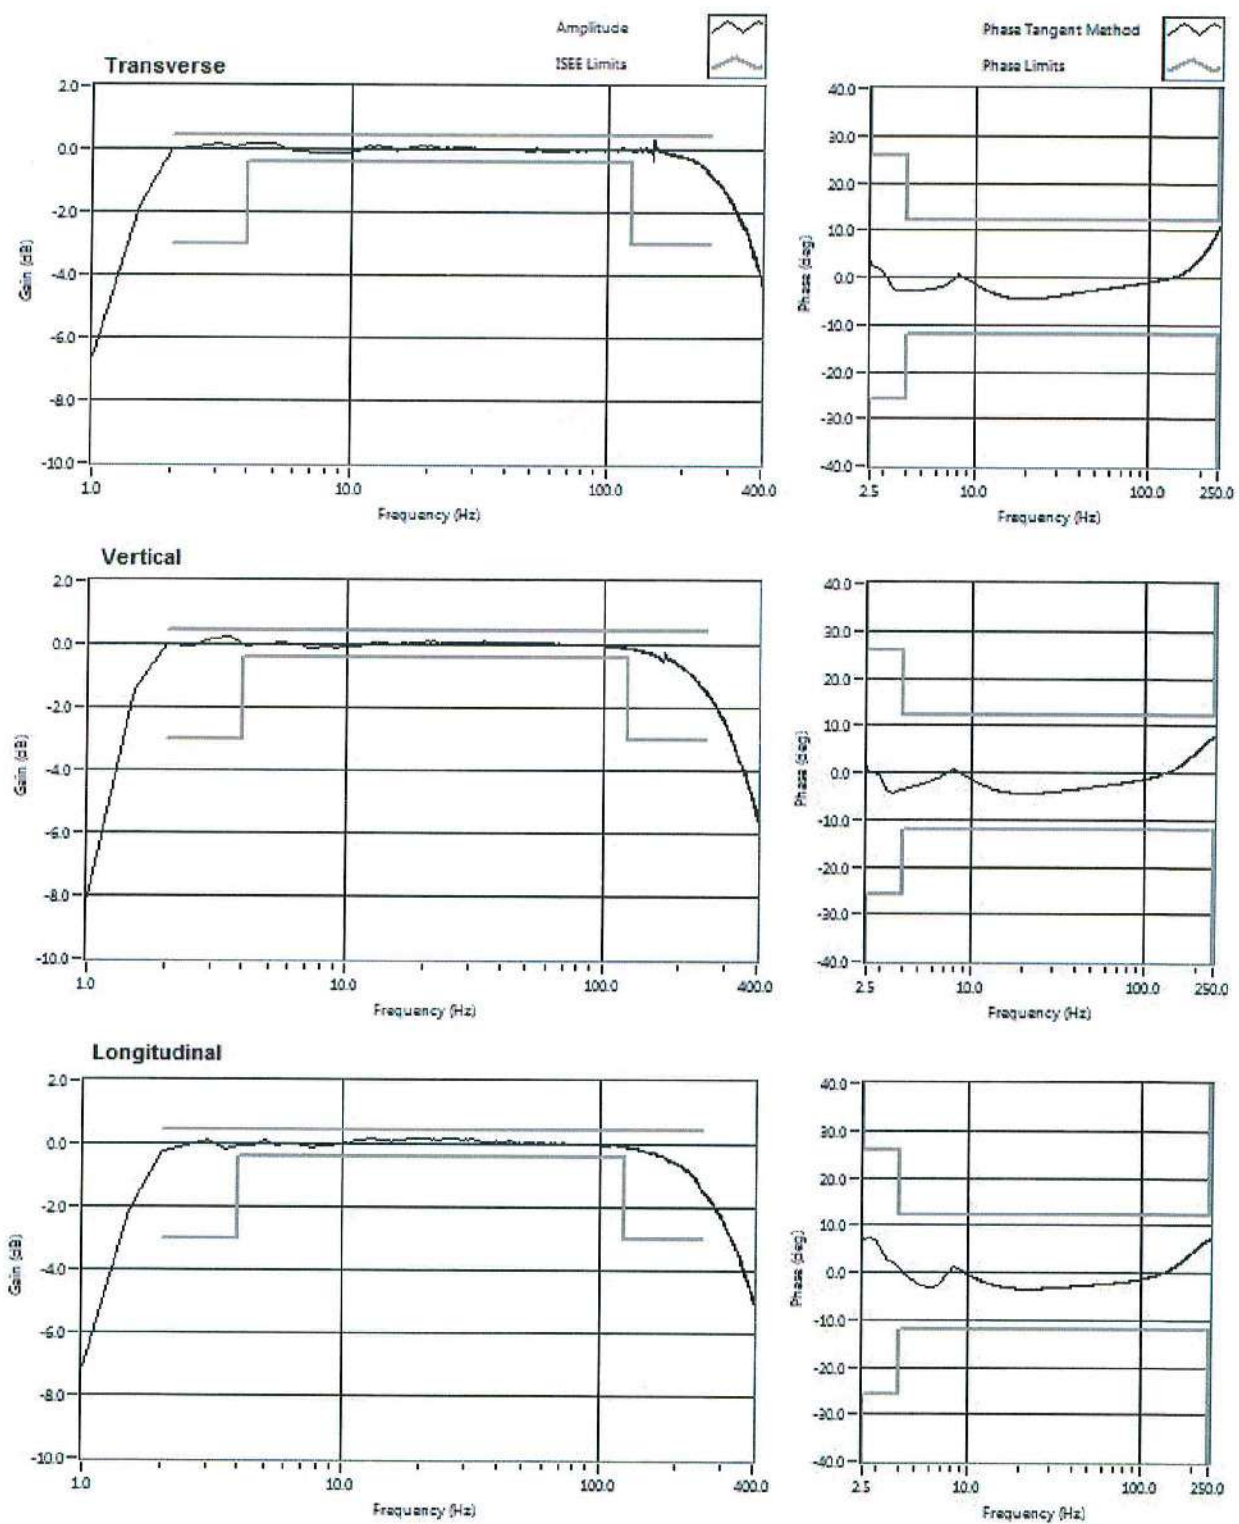 Amplitude
ISEE Limits
Phase Tangent Method
Phase Limits
Transverse
2.0
0.0
-2.0
-4.0
-6.0
-8.0
-10.0
Gain (dB)
1.0 10.0 100.0 400.0
Frequency (Hz)
40.0
30.0
20.0
10.0
0.0
-10.0
-20.0
-30.0
-40.0
Phase (deg)
2.5 10.0 100.0 250.0
Frequency (Hz)
Vertical
2.0
0.0
-2.0
-4.0
-6.0
-8.0
-10.0
Gain (dB)
1.0 10.0 100.0 400.0
Frequency (Hz)
40.0
30.0
20.0
10.0
0.0
-10.0
-20.0
-30.0
-40.0
Phase (deg)
2.5 10.0 100.0 250.0
Frequency (Hz)
Longitudinal
2.0
0.0
-2.0
-4.0
-6.0
-8.0
-10.0
Gain (dB)
1.0 10.0 100.0 400.0
Frequency (Hz)
40.0
30.0
20.0
10.0
0.0
-10.0
-20.0
-30.0
-40.0
Phase (deg)
2.5 10.0 100.0 250.0
Frequency (Hz)